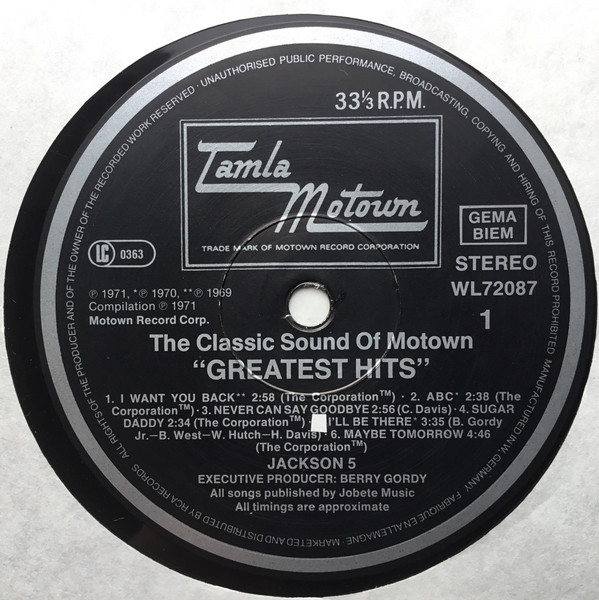 ALL RIGHTS OF THE PRODUCER AND OF THE OWNER OF THE RECORDED WORK RESERVED · UNAUTHORISED PUBLIC PERFORMANCE, BROADCASTING, COPYING AND HIRING OF THIS RECORD PROHIBITED
MANUFACTURED IN W. GERMANY FABRIQUE EN ALLEMAGNE · MARKETED AND DISTRIBUTED BY RCA RECORDS
33⅓ R.P.M.
Tamla
Motown
TRADE MARK OF MOTOWN RECORD CORPORATION
GEMA
BIEM
LC 0363
STEREO
WL72087
1
℗ 1971, *℗ 1970, **℗ 1969
Compilation ℗ 1971
Motown Record Corp.
The Classic Sound Of Motown
“GREATEST HITS”
1. I WANT YOU BACK** 2:58 (The Corporation™) · 2. ABC* 2:38 (The
Corporation™) · 3. NEVER CAN SAY GOODBYE 2:56 (C. Davis) · 4. SUGAR
DADDY 2:34 (The Corporation™) I'LL BE THERE* 3:35 (B. Gordy
Jr.–B. West–W. Hutch–H. Davis) · 6. MAYBE TOMORROW 4:46
(The Corporation™)
JACKSON 5
EXECUTIVE PRODUCER: BERRY GORDY
All songs published by Jobete Music
All timings are approximate